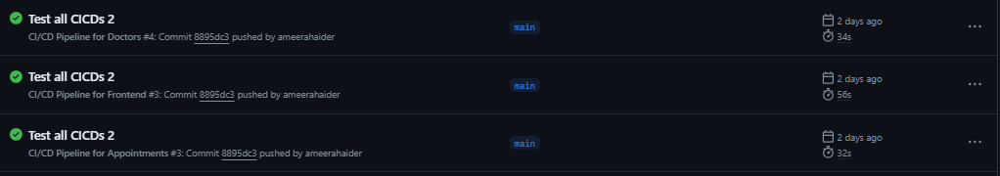 Test all CICDs 2
CI/CD Pipeline for Doctors #4: Commit 8895dc3 pushed by ameerahaider
main
2 days ago
34s
Test all CICDs 2
CI/CD Pipeline for Frontend #3: Commit 8895dc3 pushed by ameerahaider
main
2 days ago
56s
Test all CICDs 2
CI/CD Pipeline for Appointments #3: Commit 8895dc3 pushed by ameerahaider
main
2 days ago
32s